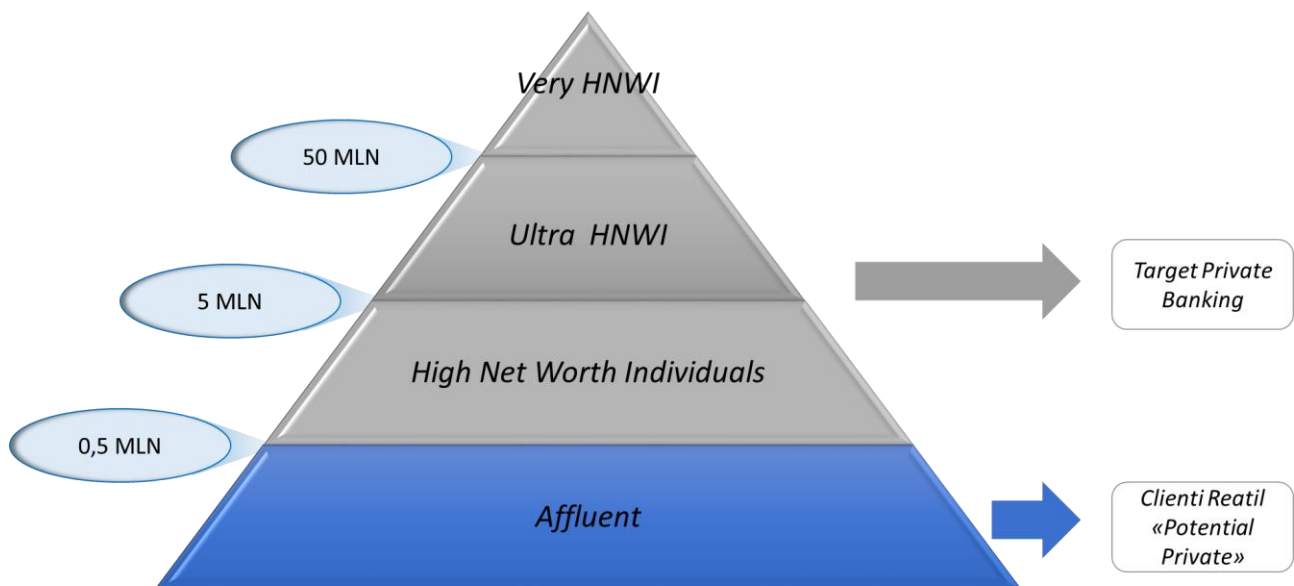 Very HNWI
50 MLN
Ultra  HNWI
Target Private
Banking
5 MLN
High Net Worth Individuals
0,5 MLN
Affluent
Clienti Reatil
«Potential
Private»